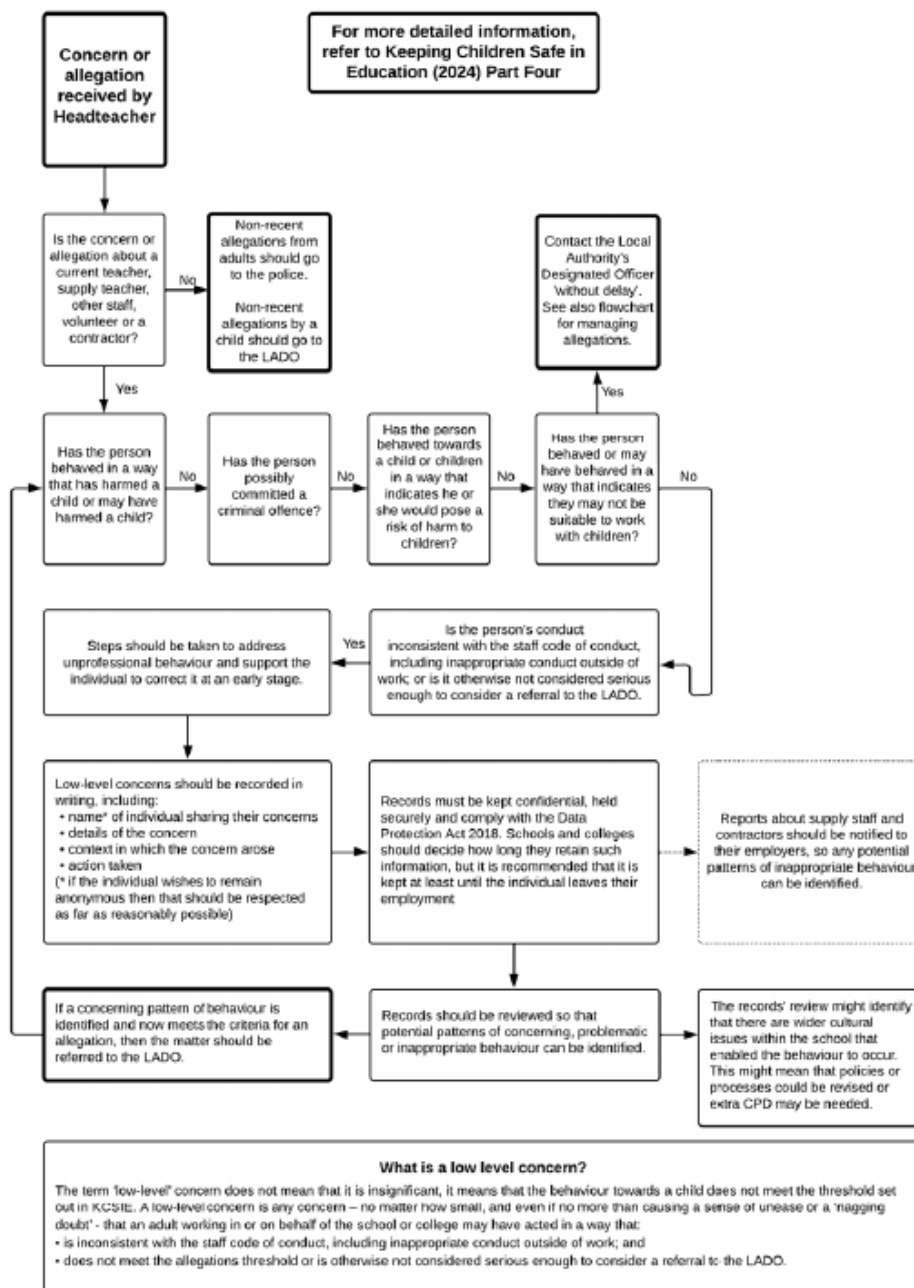 Concern or
allegation
received by
Headteacher
For more detailed information,
refer to Keeping Children Safe in
Education (2024) Part Four
Is the concern or
allegation about a
current teacher,
supply teacher,
other staff,
volunteer or a
contractor?
No
Non-recent
allegations from
adults should go
to the police.
Non-recent
allegations by a
child should go to
the LADO
Contact the Local
Authority's
Designated Officer
'without delay'.
See also flowchart
for managing
allegations.
Yes
Yes
Has the person
behaved in a way
that has harmed a
child or may have
harmed a child?
No
Has the person
possibly
committed a
criminal offence?
No
Has the person
behaved towards
a child or children
in a way that
indicates he or
she would pose a
risk of harm to
children?
No
Has the person
behaved or may
have behaved in a
way that indicates
they may not be
suitable to work
with children?
No
Steps should be taken to address
unprofessional behaviour and support the
individual to correct it at an early stage.
Yes
Is the person's conduct
inconsistent with the staff code of conduct,
including inappropriate conduct outside of
work; or is it otherwise not considered serious
enough to consider a referral to the LADO.
Low-level concerns should be recorded in
writing, including:
• name* of individual sharing their concerns
• details of the concern
• context in which the concern arose
• action taken
(* if the individual wishes to remain
anonymous then that should be respected
as far as reasonably possible)
Records must be kept confidential, held
securely and comply with the Data
Protection Act 2018. Schools and colleges
should decide how long they retain such
information, but it is recommended that it is
kept at least until the individual leaves their
employment
Reports about supply staff and
contractors should be notified to
their employers, so any potential
patterns of inappropriate behaviour
can be identified.
If a concerning pattern of behaviour is
identified and now meets the criteria for an
allegation, then the matter should be
referred to the LADO.
Records should be reviewed so that
potential patterns of concerning, problematic
or inappropriate behaviour can be identified.
The records' review might identify
that there are wider cultural
issues within the school that
enabled the behaviour to occur.
This might mean that policies or
processes could be revised or
extra CPD may be needed.
What is a low level concern?
The term 'low-level' concern does not mean that it is insignificant, it means that the behaviour towards a child does not meet the threshold set
out in KCSIE. A low-level concern is any concern – no matter how small, and even if no more than causing a sense of unease or a 'nagging
doubt' - that an adult working in or on behalf of the school or college may have acted in a way that:
• is inconsistent with the staff code of conduct, including inappropriate conduct outside of work; and
• does not meet the allegations threshold or is otherwise not considered serious enough to consider a referral to the LADO.